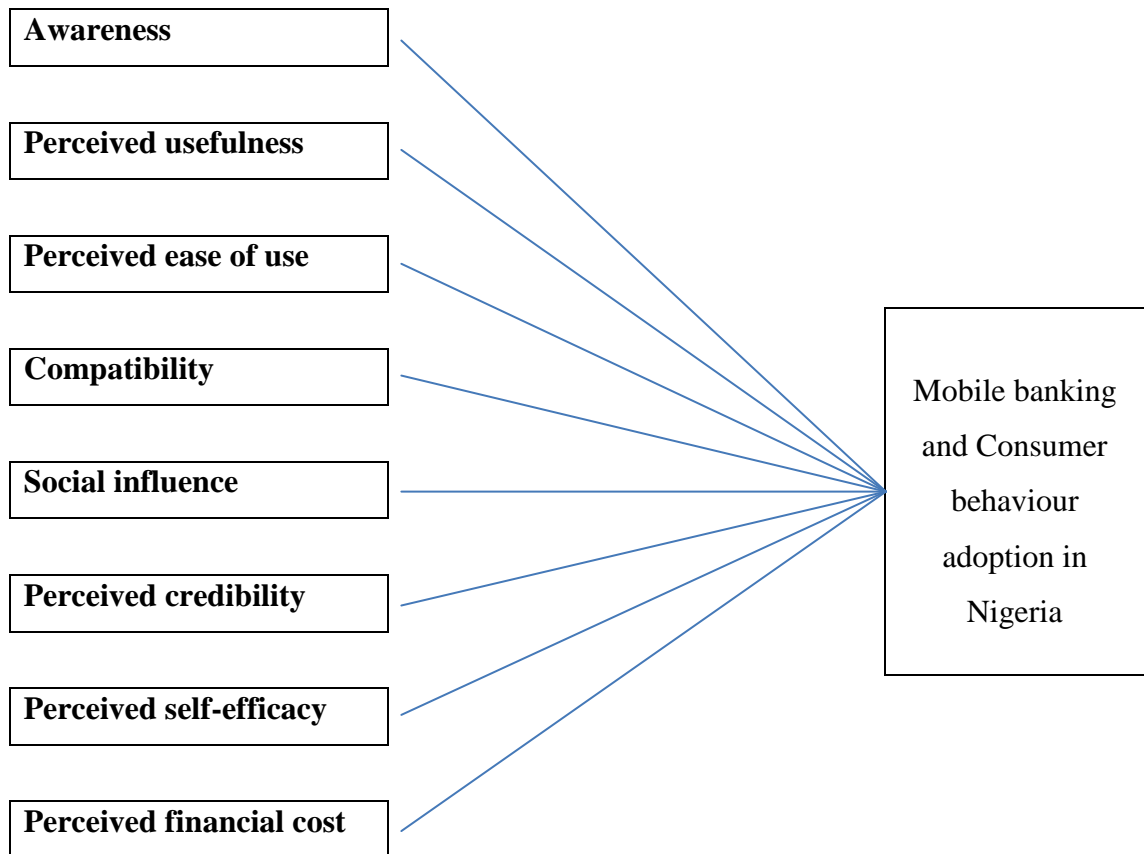 Awareness
Perceived usefulness
Perceived ease of use
Compatibility
Social influence
Perceived credibility
Perceived self-efficacy
Perceived financial cost
Mobile banking
and Consumer
behaviour
adoption in
Nigeria